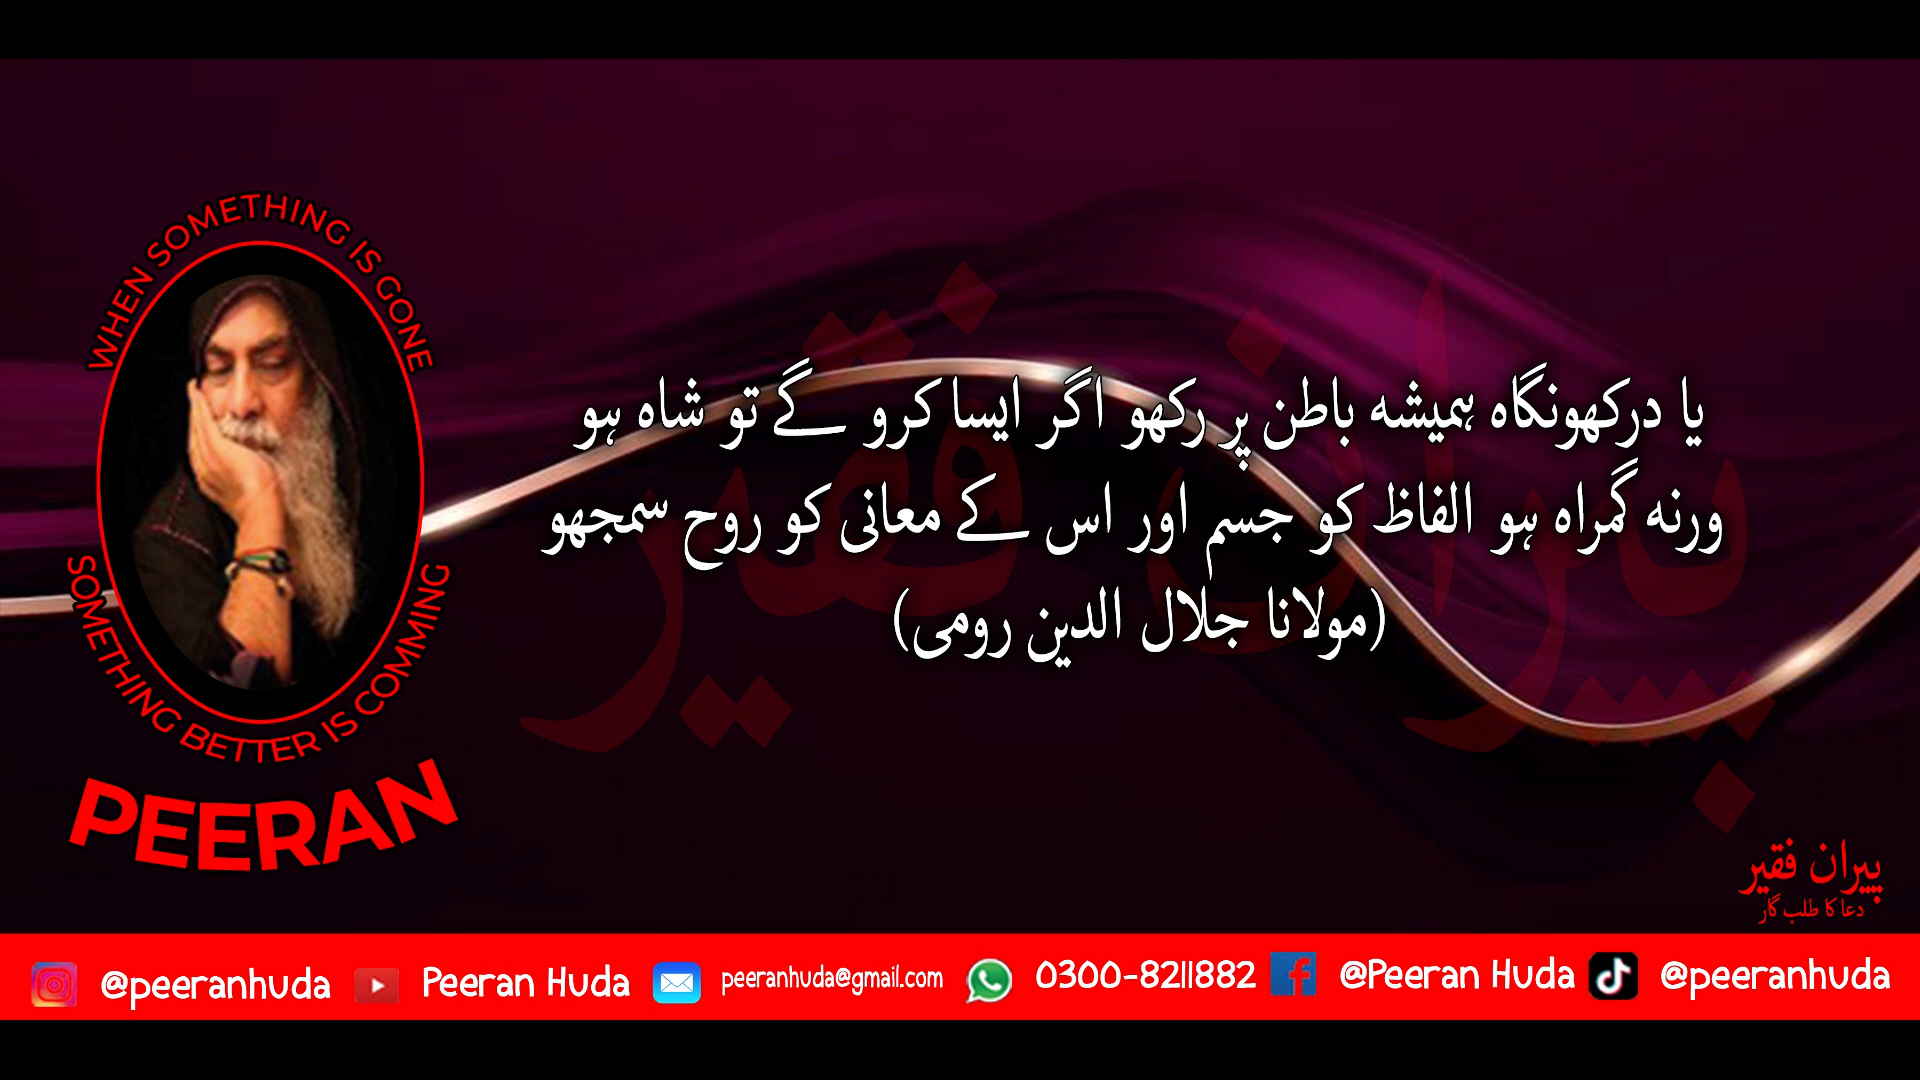 WHEN SOMETHING IS GONE
SOMETHING BETTER IS COMMING
PEERAN
یا درکھونگاہ ہمیشہ باطن پر رکھو اگر ایسا کرو گے تو شاہ ہو
ورنہ گمراہ ہو الفاظ کو جسم اور اس کے معانی کو روح سمجھو
(مولانا جلال الدین رومی)
پیران فقیر
پیران فقیر
دعا کا طلب گار
@peeranhuda Peeran Huda peeranhuda@gmail.com 0300-8211882 @Peeran Huda @peeranhuda